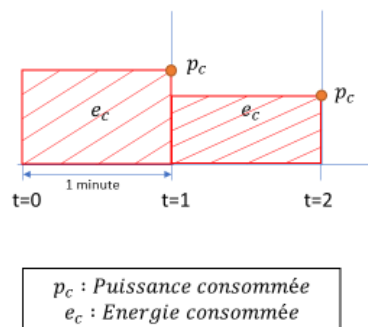 p_c
p_c
e_c e_c
1 minute
t=0 t=1 t=2
p_c : Puissance consommée
e_c : Energie consommée